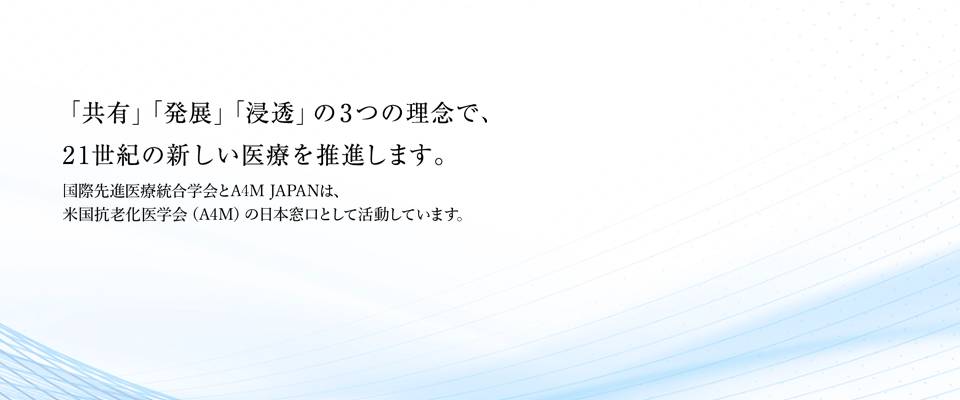 「共有」「発展」「浸透」の3つの理念で、
21世紀の新しい医療を推進します。
国際先進医療統合学会とA4M JAPANは、
米国抗老化医学会（A4M）の日本窓口として活動しています。